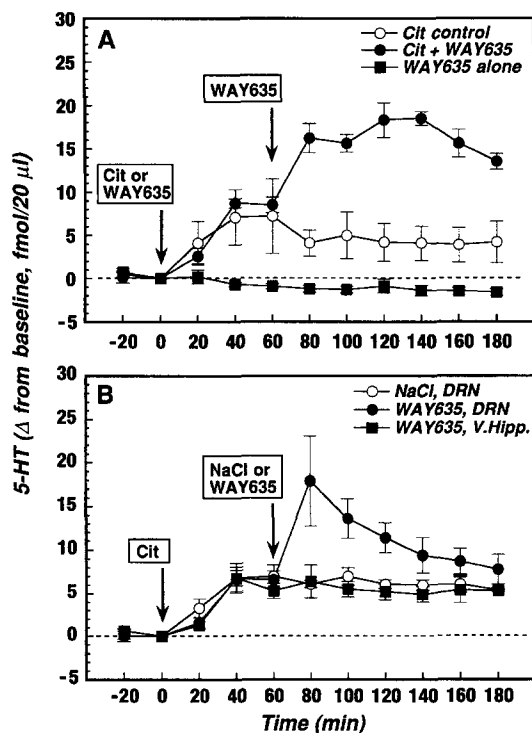 A
Cit control
Cit + WAY635
WAY635 alone
WAY635
Cit or
WAY635
30
25
20
15
10
5
0
-5
-20 0 20 40 60 80 100 120 140 160 180
5-HT (Δ from baseline, fmol/20 µl)
B
NaCl, DRN
WAY635, DRN
WAY635, V.Hipp.
NaCl or
WAY635
Cit
30
25
20
15
10
5
0
-5
-20 0 20 40 60 80 100 120 140 160 180
Time (min)